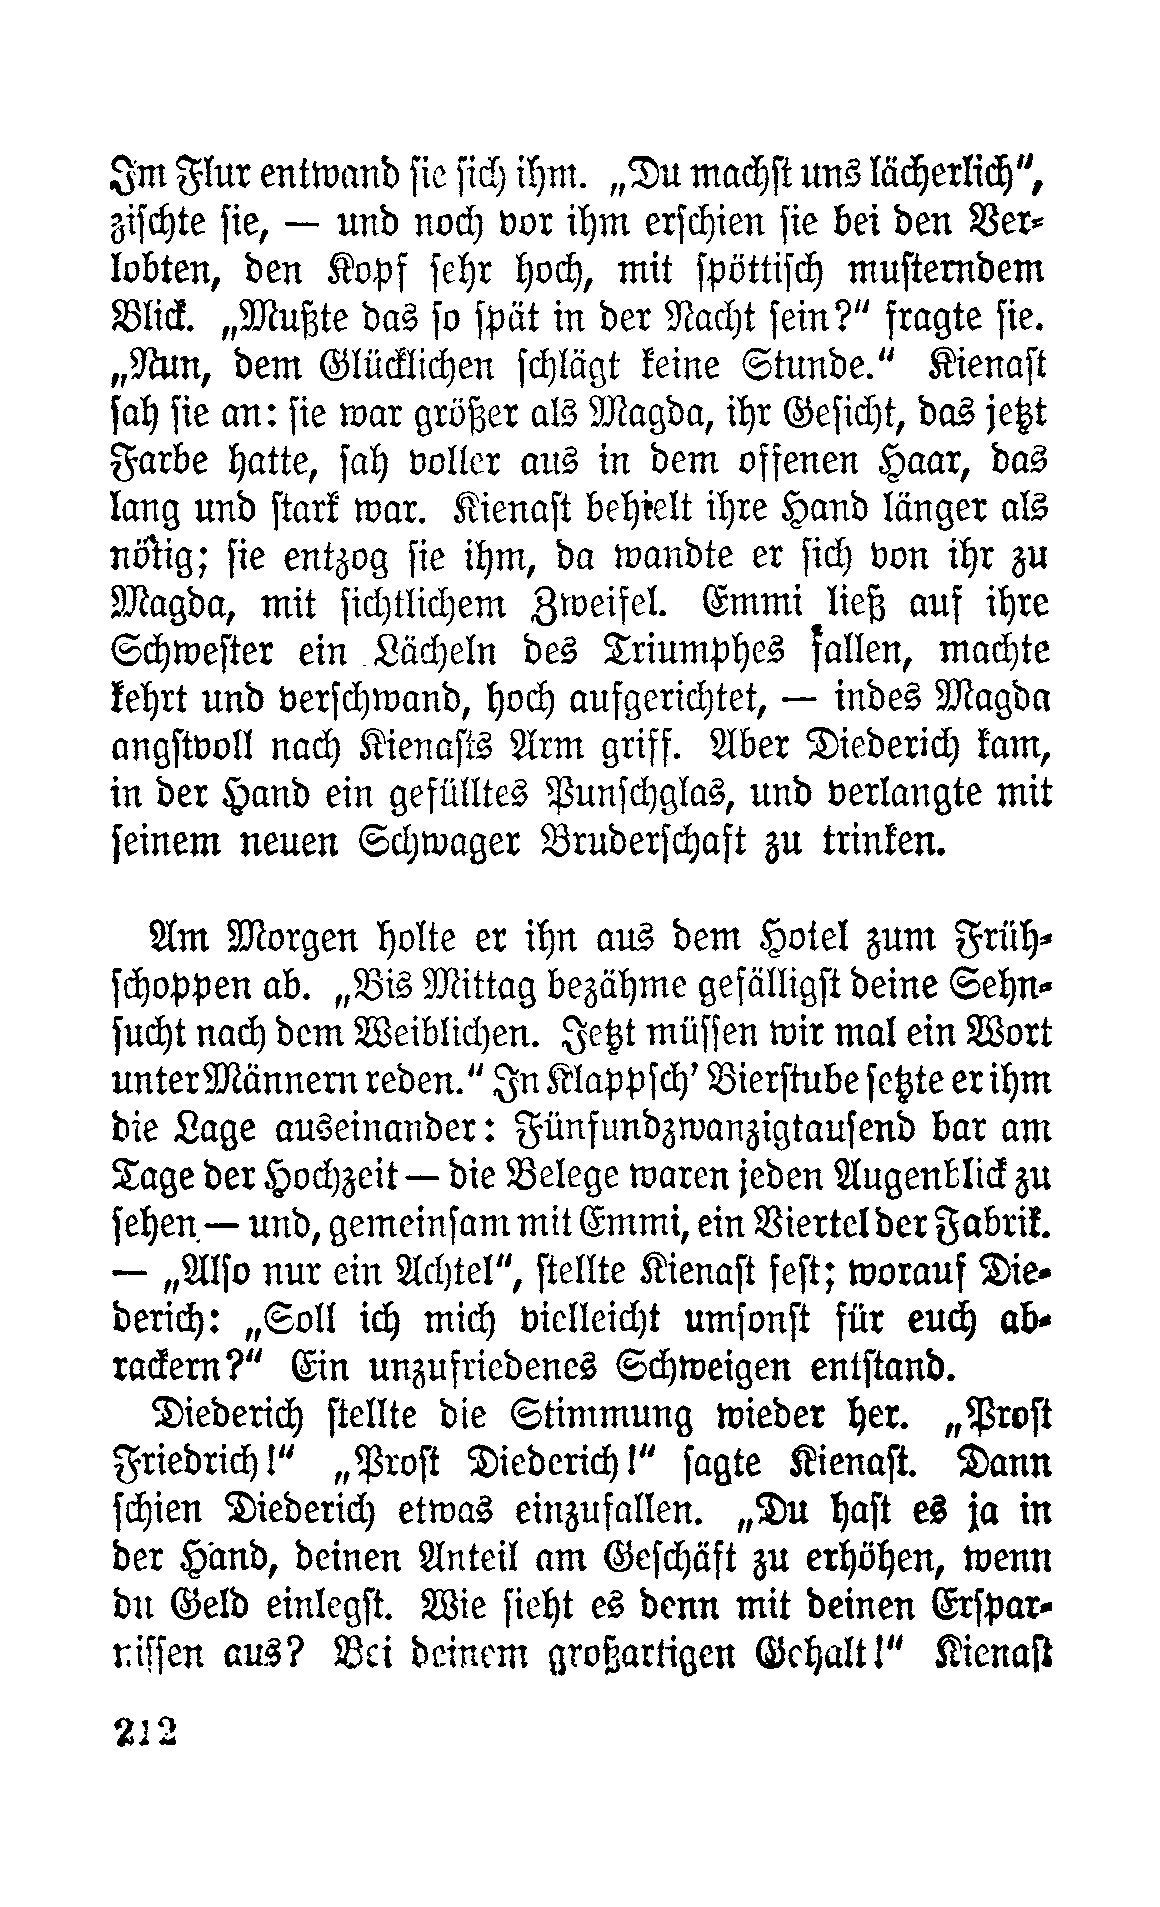 Im Flur entwand sie sich ihm. „Du machst uns lächerlich",
zischte sie, — und noch vor ihm erschien sie bei den Ver-
lobten, den Kopf sehr hoch, mit spöttisch musterndem
Blick. „Mußte das so spät in der Nacht sein?" fragte sie.
„Nun, dem Glücklichen schlägt keine Stunde." Kienast
sah sie an: sie war größer als Magda, ihr Gesicht, das jetzt
Farbe hatte, sah voller aus in dem offenen Haar, das
lang und stark war. Kienast behielt ihre Hand länger als
nötig; sie entzog sie ihm, da wandte er sich von ihr zu
Magda, mit sichtlichem Zweifel. Emmi ließ auf ihre
Schwester ein Lächeln des Triumphes fallen, machte
kehrt und verschwand, hoch aufgerichtet, — indes Magda
angstvoll nach Kienasts Arm griff. Aber Diederich kam,
in der Hand ein gefülltes Punschglas, und verlangte mit
seinem neuen Schwager Bruderschaft zu trinken.

Am Morgen holte er ihn aus dem Hotel zum Früh-
schoppen ab. „Bis Mittag bezähme gefälligst deine Sehn-
sucht nach dem Weiblichen. Jetzt müssen wir mal ein Wort
unter Männern reden." In Klappsch' Bierstube setzte er ihm
die Lage auseinander: Fünfundzwanzigtausend bar am
Tage der Hochzeit — die Belege waren jeden Augenblick zu
sehen — und, gemeinsam mit Emmi, ein Viertel der Fabrik.
— „Also nur ein Achtel", stellte Kienast fest; worauf Die-
derich: „Soll ich mich vielleicht umsonst für euch ab-
rackern?" Ein unzufriedenes Schweigen entstand.
Diederich stellte die Stimmung wieder her. „Prost
Friedrich!" „Prost Diederich!" sagte Kienast. Dann
schien Diederich etwas einzufallen. „Du hast es ja in
der Hand, deinen Anteil am Geschäft zu erhöhen, wenn
du Geld einlegst. Wie sieht es denn mit deinen Erspar-
nissen aus? Bei deinem großartigen Gehalt!" Kienast
212